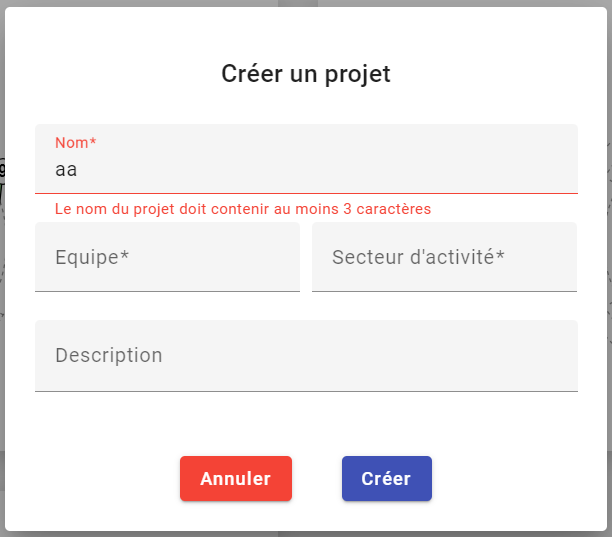 Créer un projet
Nom*
aa
Le nom du projet doit contenir au moins 3 caractères
Equipe*
Secteur d'activité*
Description
Annuler
Créer